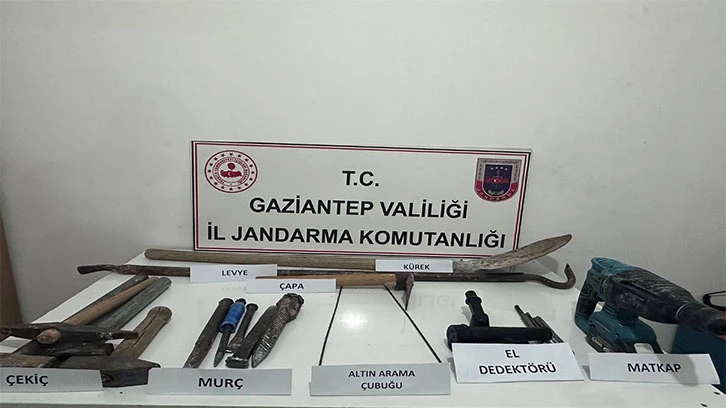 T.C.
GAZİANTEP VALİLİĞİ
İL JANDARMA KOMUTANLIĞI
LEVYE
KÜREK
ÇAPA
ÇEKİÇ
MURÇ
ALTIN ARAMA
ÇUBUĞU
EL
DEDEKTÖRÜ
MATKAP